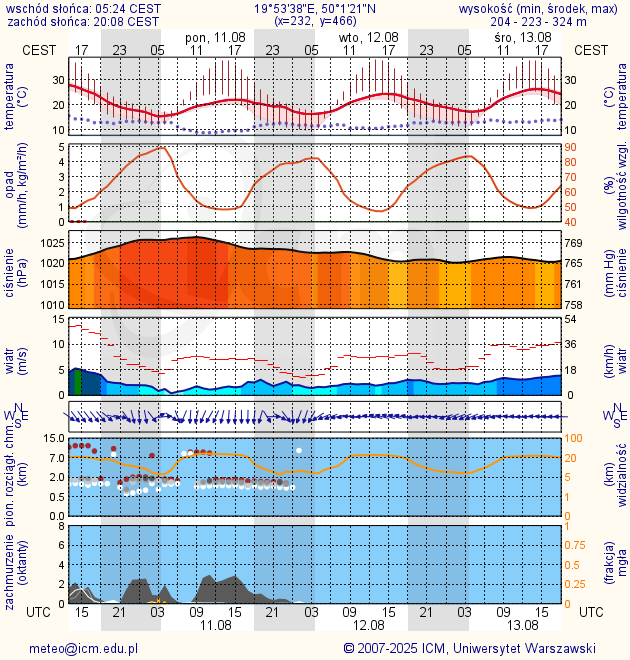 wschód słońca: 05:24 CEST 19°53'38"E, 50°1'21"N wysokość (min, środek, max)
zachód słońca: 20:08 CEST (x=232, y=466) 204 - 223 - 324 m
pon, 11.08 wto, 12.08 śro, 13.08
CEST 17 23 05 11 17 23 05 11 17 23 05 11 17 CEST
temperatura (°C) 30 20 10 30 20 10 (°C) temperatura
opad (mm/h, kg/m²/h) 5 4 3 2 1 0 90 80 70 60 50 40 (%) wilgotność wzgl.
ciśnienie (hPa) 1025 1020 1015 1010 769 765 761 758 (mm Hg) ciśnienie
wiatr (m/s) 15 10 5 0 54 36 18 0 (km/h) wiatr
N W E S N W E S
pion. rozciągł. chm. (km) 15.0 7.0 2.0 0.5 0.0 100 20 5 1 0 (km) widzialność
zachmurzenie (oktanty) 8 6 4 2 0 1 0.75 0.5 0.25 0 (frakcja) mgła
UTC 15 21 03 09 15 21 03 09 15 21 03 09 15 UTC
11.08 12.08 13.08
meteo@icm.edu.pl © 2007-2025 ICM, Uniwersytet Warszawski